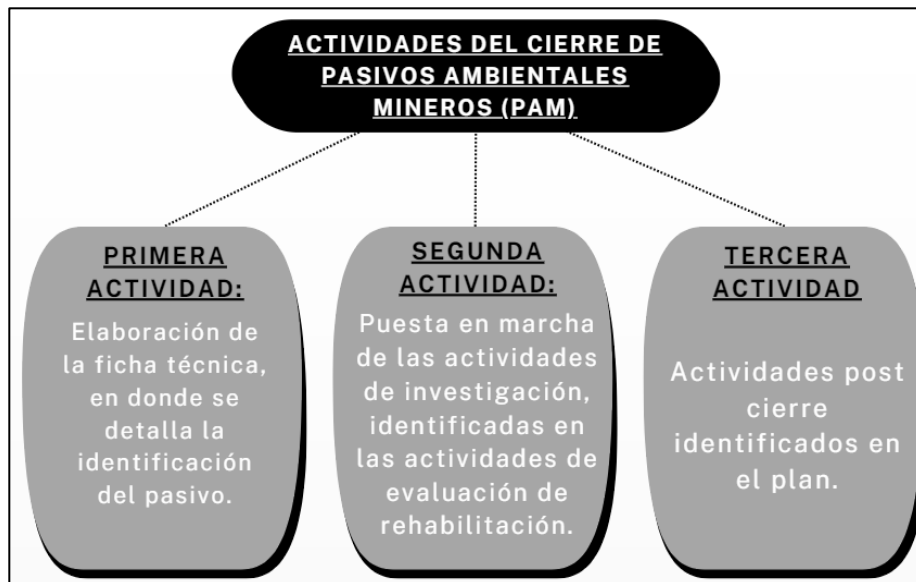 ACTIVIDADES DEL CIERRE DE
PASIVOS AMBIENTALES
MINEROS (PAM)
PRIMERA
ACTIVIDAD:
Elaboración de
la ficha técnica,
en donde se
detalla la
identificación
del pasivo.
SEGUNDA
ACTIVIDAD:
Puesta en marcha
de las actividades
de investigación,
identificadas en
las actividades de
evaluación de
rehabilitación.
TERCERA
ACTIVIDAD
Actividades post
cierre
identificados en
el plan.